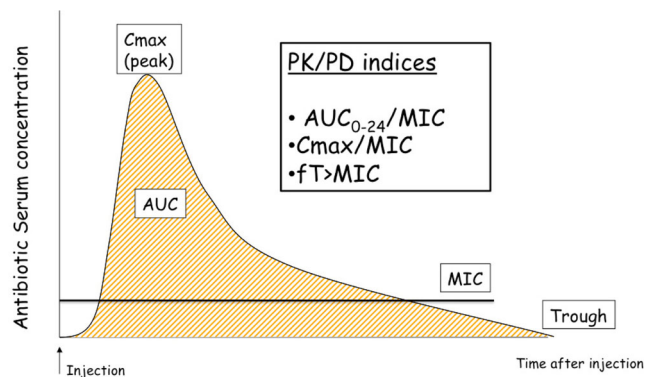 Cmax
(peak)
PK/PD indices
• AUC0-24/MIC
•Cmax/MIC
•fT>MIC
Antibiotic Serum concentration
AUC
MIC
Trough
Injection
Time after injection